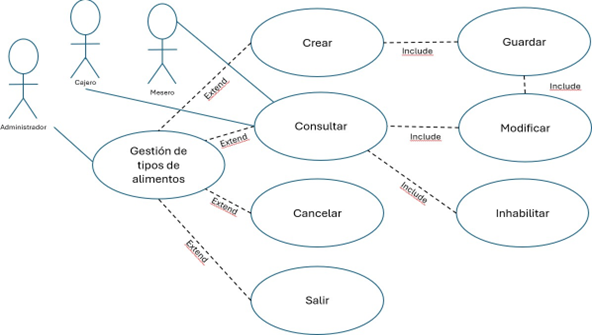 Crear
Include
Guardar
Cajero
Mesero
Extend
Include
Administrador
Consultar
Include
Modificar
Extend
Gestión de
tipos de
alimentos
Include
Extend
Cancelar
Inhabilitar
Extend
Salir